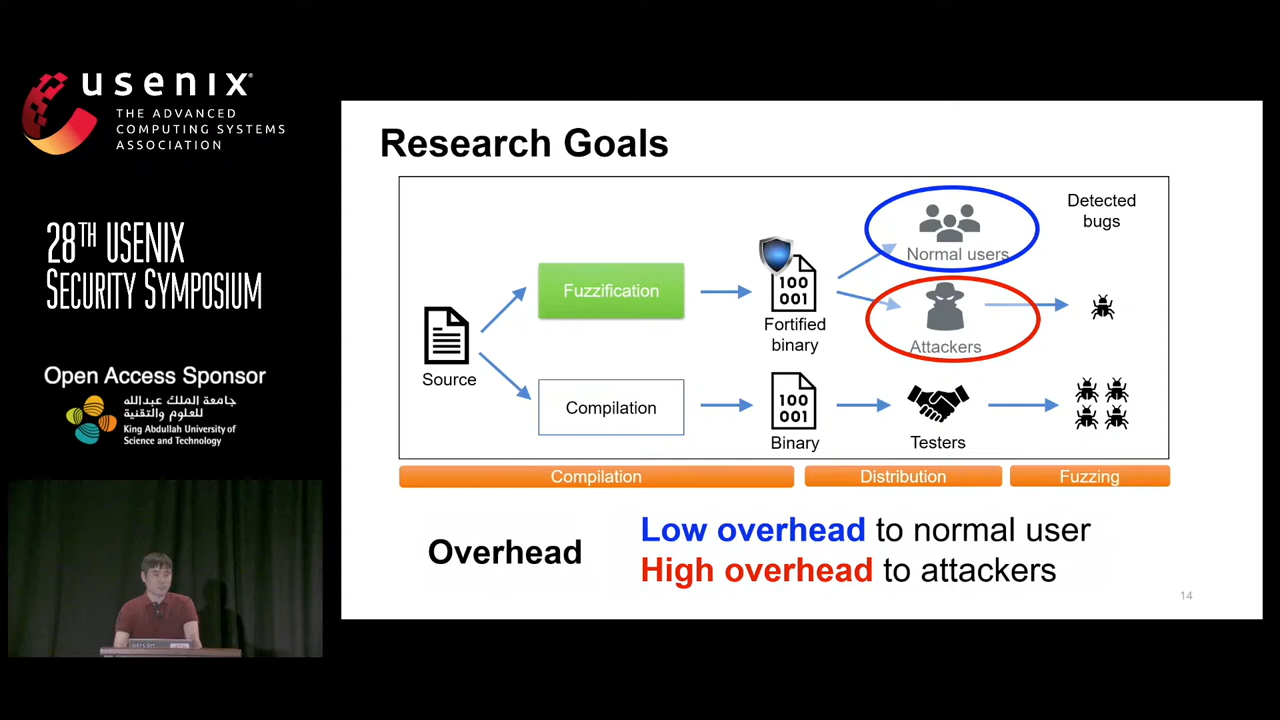 usenix
THE ADVANCED
COMPUTING SYSTEMS
ASSOCIATION
28TH USENIX
SECURITY SYMPOSIUM
Open Access Sponsor
جامعة الملك عبدالله
للعلوم والتقنية
King Abdullah University of
Science and Technology
Research Goals
Detected
bugs
Normal users
Fuzzification
100
001
Fortified
binary
Attackers
Source
Compilation
100
001
Binary
Testers
Compilation
Distribution
Fuzzing
Overhead
Low overhead to normal user
High overhead to attackers
14